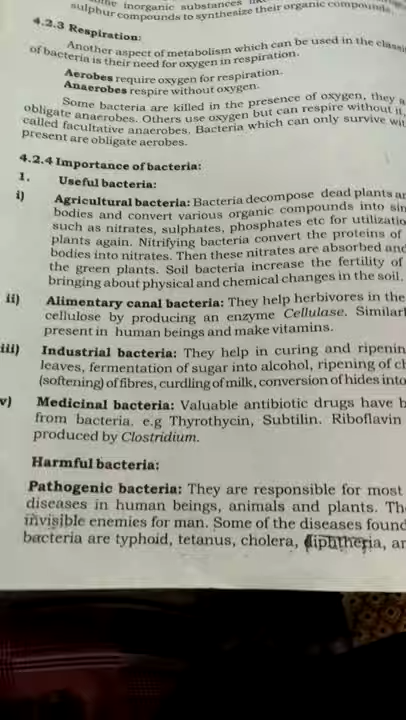 inorganic substances
sulphur compounds to synthesize their organic compounds.
4.2.3 Respiration:
Another aspect of metabolism which can be used in the
of bacteria is their need for oxygen in respiration.
Aerobes require oxygen for respiration.
Anaerobes respire without oxygen.
Some bacteria are killed in the presence of oxygen, they
obligate anaerobes. Others use oxygen but can respire without it,
called facultative anaerobes. Bacteria which can only survive
present are obligate aerobes.
4.2.4 Importance of bacteria:
1. Useful bacteria:
i) Agricultural bacteria: Bacteria decompose dead plants
bodies and convert various organic compounds into
such as nitrates, sulphates, phosphates etc for
plants again. Nitrifying bacteria convert the proteins of
bodies into nitrates. Then these nitrates are absorbed
the green plants. Soil bacteria increase the fertility of
bringing about physical and chemical changes in the soil.
ii) Alimentary canal bacteria: They help herbivores in the
cellulose by producing an enzyme Cellulase.
present in human beings and make vitamins.
iii) Industrial bacteria: They help in curing and
leaves, fermentation of sugar into alcohol, ripening of
(softening) of fibres, curdling of milk, conversion of hides into
v) Medicinal bacteria: Valuable antibiotic drugs have
from bacteria. e.g Thyrothycin, Subtilin. Riboflavin
produced by Clostridium.
Harmful bacteria:
Pathogenic bacteria: They are responsible for most
diseases in human beings, animals and plants.
invisible enemies for man. Some of the diseases found
bacteria are typhoid, tetanus, cholera, diphtheria,